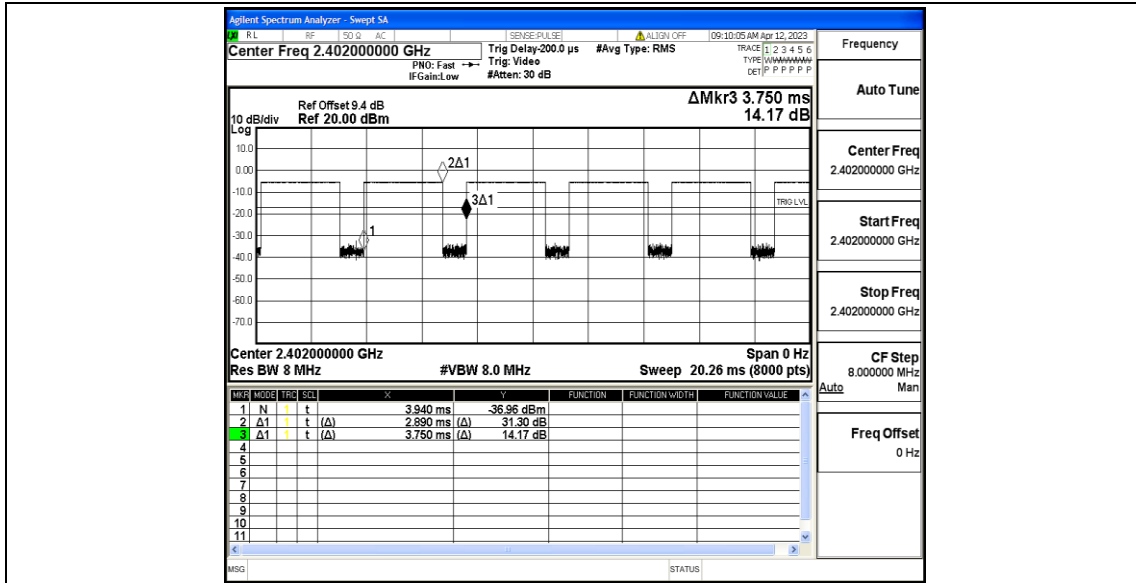 Agilent Spectrum Analyzer - Swept SA
RL RF 50 Ω AC SENSE:PULSE ALIGN OFF 09:10:05 AM Apr 12, 2023
Center Freq 2.402000000 GHz
PNO: Fast
IFGain:Low
Trig Delay-200.0 µs
Trig: Video
#Atten: 30 dB
#Avg Type: RMS
TRACE 1 2 3 4 5 6
TYPE
DET P P P P P P
Ref Offset 9.4 dB
10 dB/div Ref 20.00 dBm
Log
ΔMkr3 3.750 ms
14.17 dB
10.0
0.00
-10.0
-20.0
-30.0
-40.0
-50.0
-60.0
-70.0
2Δ1
3Δ1
1
TRIG LVL
Center 2.402000000 GHz Span 0 Hz
Res BW 8 MHz #VBW 8.0 MHz Sweep 20.26 ms (8000 pts)
MKR MODE TRC SCL X Y FUNCTION FUNCTION WIDTH FUNCTION VALUE
1 N 1 t 3.940 ms -36.96 dBm
2 Δ1 1 t (Δ) 2.890 ms (Δ) 31.30 dB
3 Δ1 1 t (Δ) 3.750 ms (Δ) 14.17 dB
4
5
6
7
8
9
10
11
MSG STATUS
Frequency
Auto Tune
Center Freq
2.402000000 GHz
Start Freq
2.402000000 GHz
Stop Freq
2.402000000 GHz
CF Step
8.000000 MHz
Auto Man
Freq Offset
0 Hz